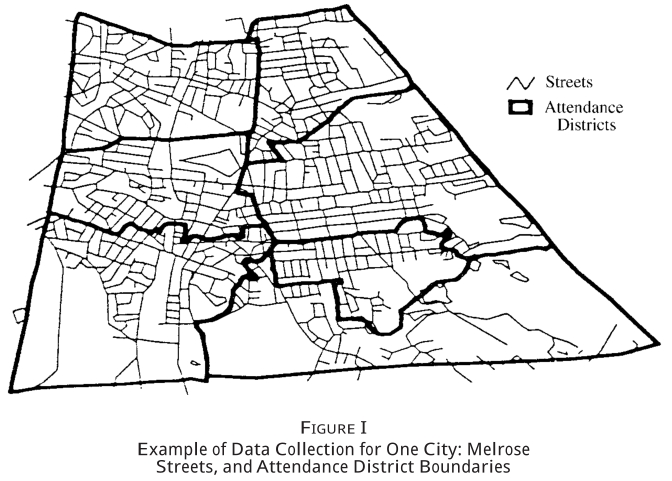 Streets
Attendance
Districts
FIGURE I
Example of Data Collection for One City: Melrose
Streets, and Attendance District Boundaries